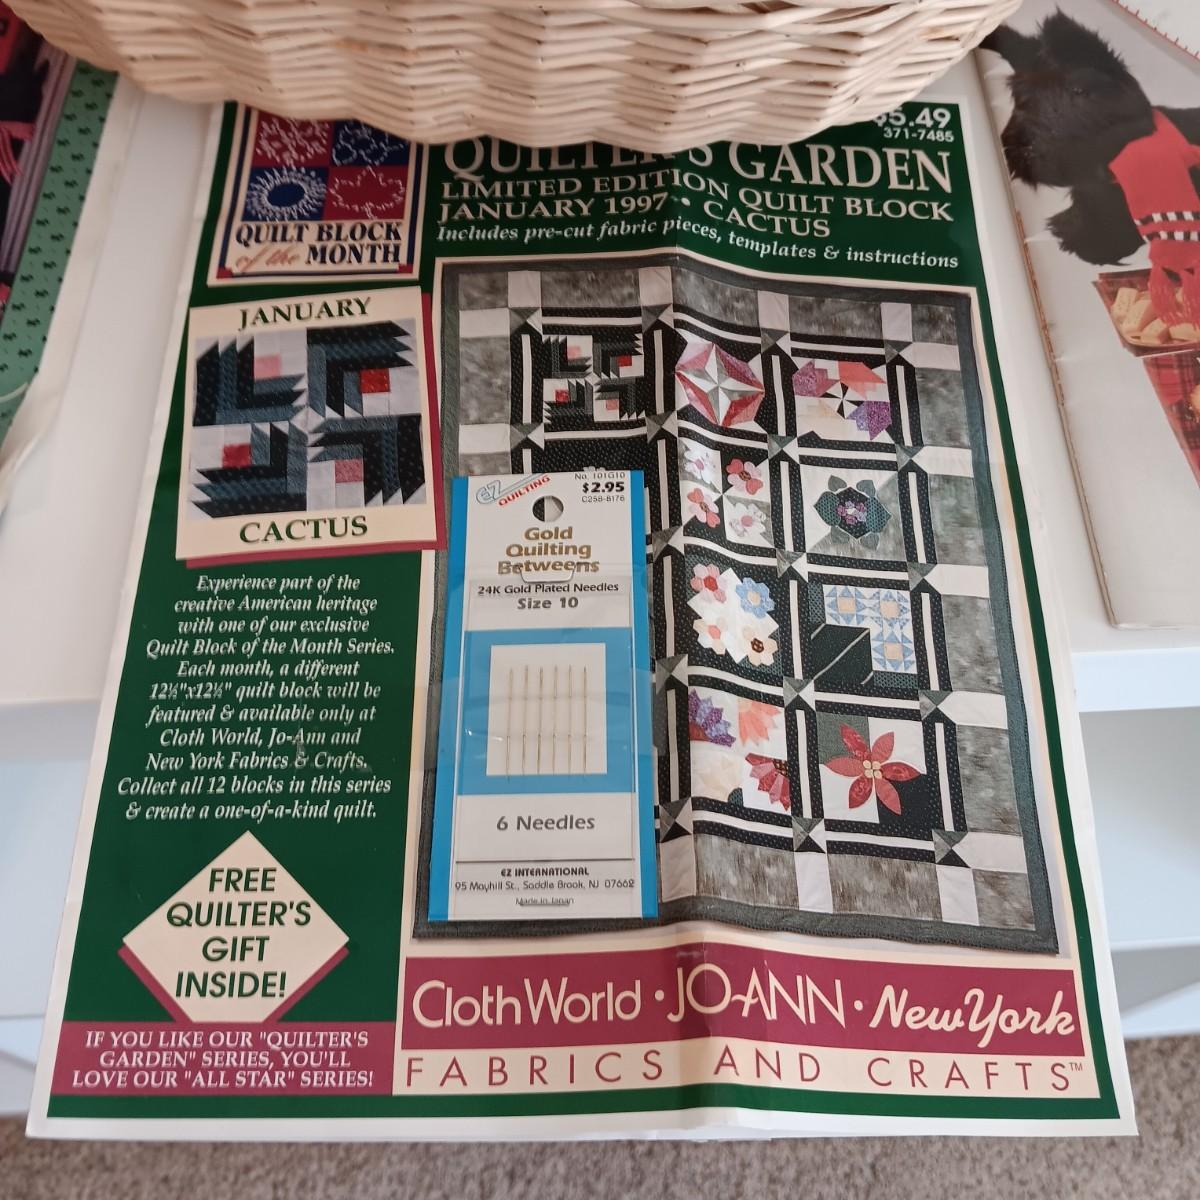 $5.49
371-7485
QUILTER'S GARDEN
LIMITED EDITION QUILT BLOCK
JANUARY 1997 • CACTUS
Includes pre-cut fabric pieces, templates & instructions
QUILT BLOCK
of the MONTH
JANUARY
CACTUS
Experience part of the
creative American heritage
with one of our exclusive
Quilt Block of the Month Series.
Each month, a different
12½"x12½" quilt block will be
featured & available only at
Cloth World, Jo-Ann and
New York Fabrics & Crafts.
Collect all 12 blocks in this series
& create a one-of-a-kind quilt.
FREE
QUILTER'S
GIFT
INSIDE!
IF YOU LIKE OUR "QUILTER'S
GARDEN" SERIES, YOU'LL
LOVE OUR "ALL STAR" SERIES!
EZ QUILTING
No. 101G10
$2.95
C258-8176
Gold
Quilting
Betweens
24K Gold Plated Needles
Size 10
6 Needles
EZ INTERNATIONAL
95 Mayhill St., Saddle Brook, NJ 07662
Made in Japan
ClothWorld • JO-ANN • New York
FABRICS AND CRAFTS™